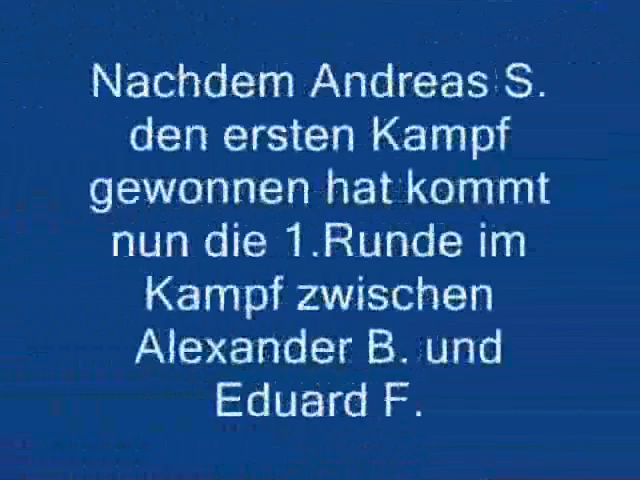 Nachdem Andreas S.
den ersten Kampf
gewonnen hat kommt
nun die 1.Runde im
Kampf zwischen
Alexander B. und
Eduard F.